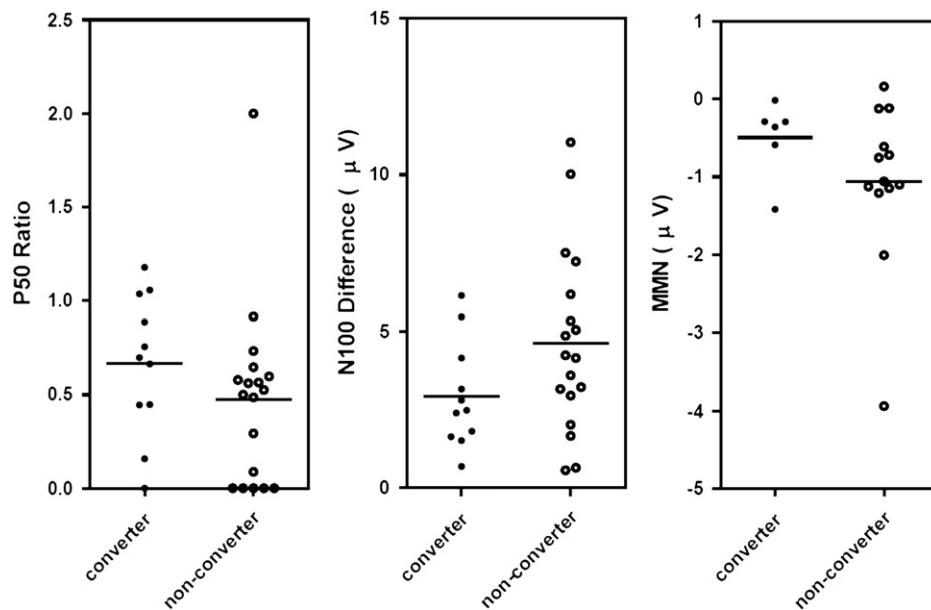 P50 Ratio
2.5
2.0
1.5
1.0
0.5
0.0
converter
non-converter
N100 Difference ( μ V)
15
10
5
0
converter
non-converter
MMN ( μ V)
1
0
-1
-2
-3
-4
-5
converter
non-converter